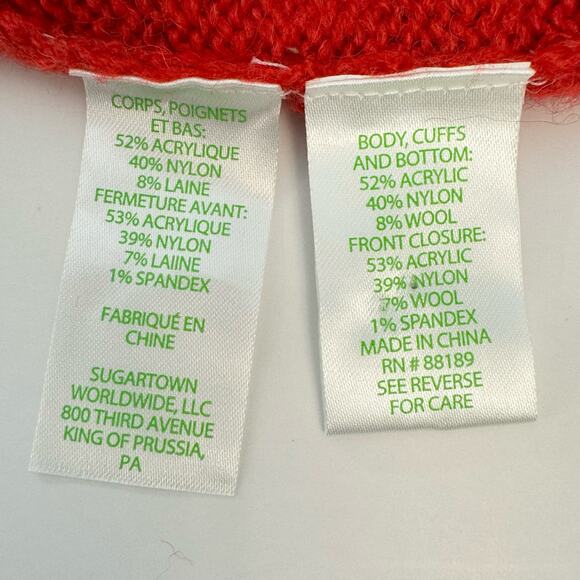 CORPS, POIGNETS
ET BAS:
52% ACRYLIQUE
40% NYLON
8% LAINE
FERMETURE AVANT:
53% ACRYLIQUE
39% NYLON
7% LAIINE
1% SPANDEX
FABRIQUÉ EN
CHINE
SUGARTOWN
WORLDWIDE, LLC
800 THIRD AVENUE
KING OF PRUSSIA,
PA
BODY, CUFFS
AND BOTTOM:
52% ACRYLIC
40% NYLON
8% WOOL
FRONT CLOSURE:
53% ACRYLIC
39% NYLON
7% WOOL
1% SPANDEX
MADE IN CHINA
RN# 88189
SEE REVERSE
FOR CARE